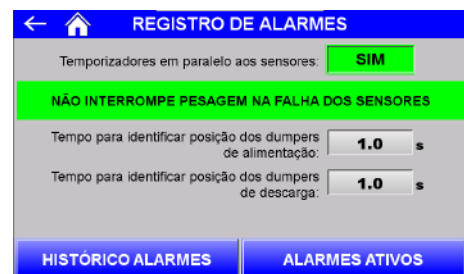 REGISTRO DE ALARMES
Temporizadores em paralelo aos sensores: SIM
NÃO INTERROMPE PESAGEM NA FALHA DOS SENSORES
Tempo para identificar posição dos dumpers
de alimentação: 1.0 s
Tempo para identificar posição dos dumpers
de descarga: 1.0 s
HISTÓRICO ALARMES ALARMES ATIVOS